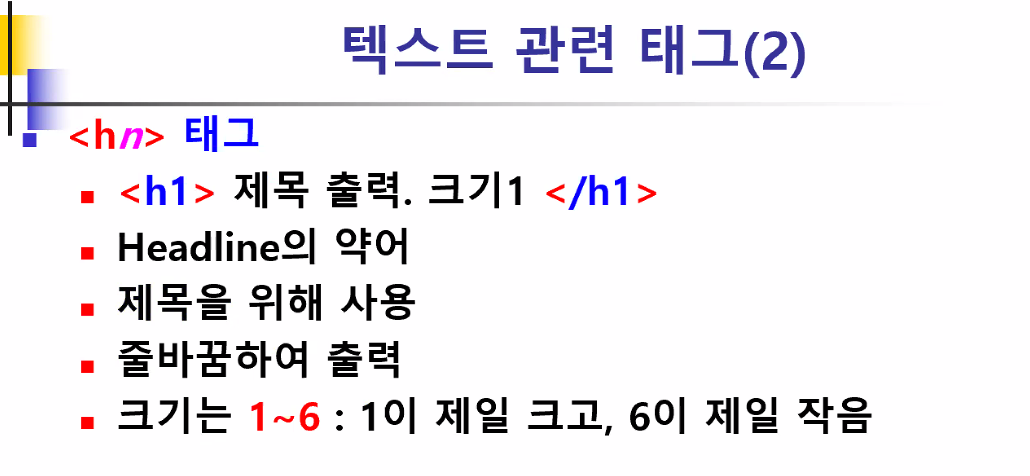 텍스트 관련 태그(2)
<hn> 태그
<h1> 제목 출력. 크기1 </h1>
Headline의 약어
제목을 위해 사용
줄바꿈하여 출력
크기는 1~6 : 1이 제일 크고, 6이 제일 작음